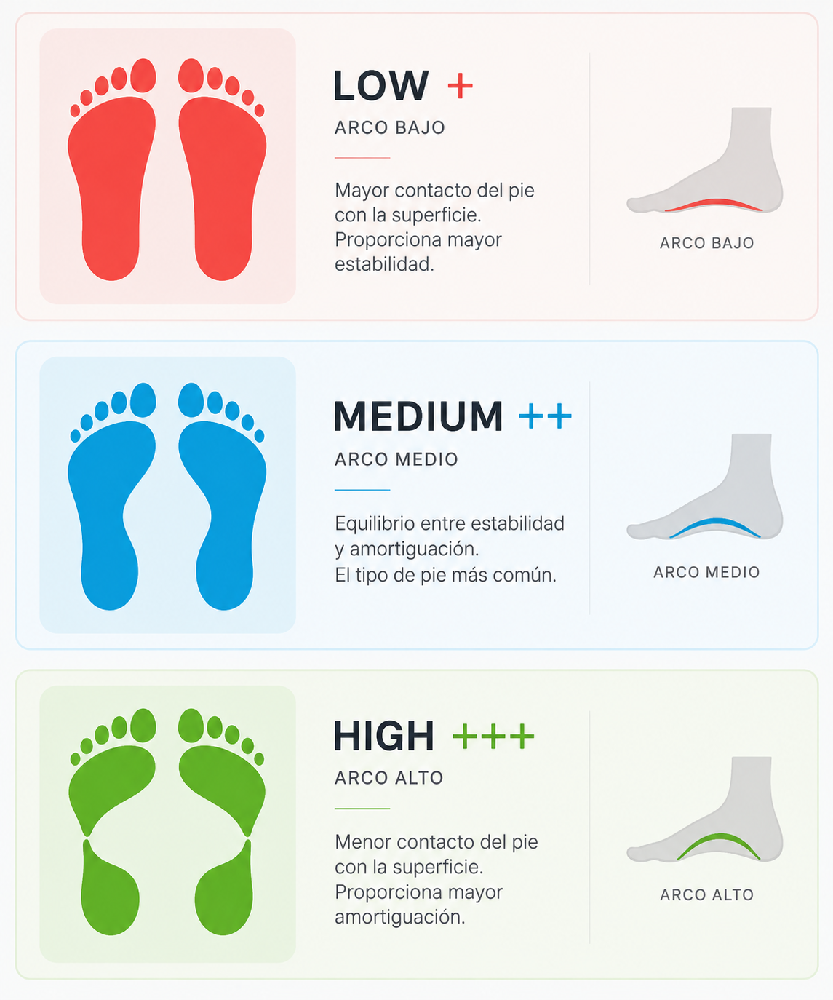 LOW +
ARCO BAJO
Mayor contacto del pie
con la superficie.
Proporciona mayor
estabilidad.
ARCO BAJO
MEDIUM ++
ARCO MEDIO
Equilibrio entre estabilidad
y amortiguación.
El tipo de pie más común.
ARCO MEDIO
HIGH +++
ARCO ALTO
Menor contacto del pie
con la superficie.
Proporciona mayor
amortiguación.
ARCO ALTO